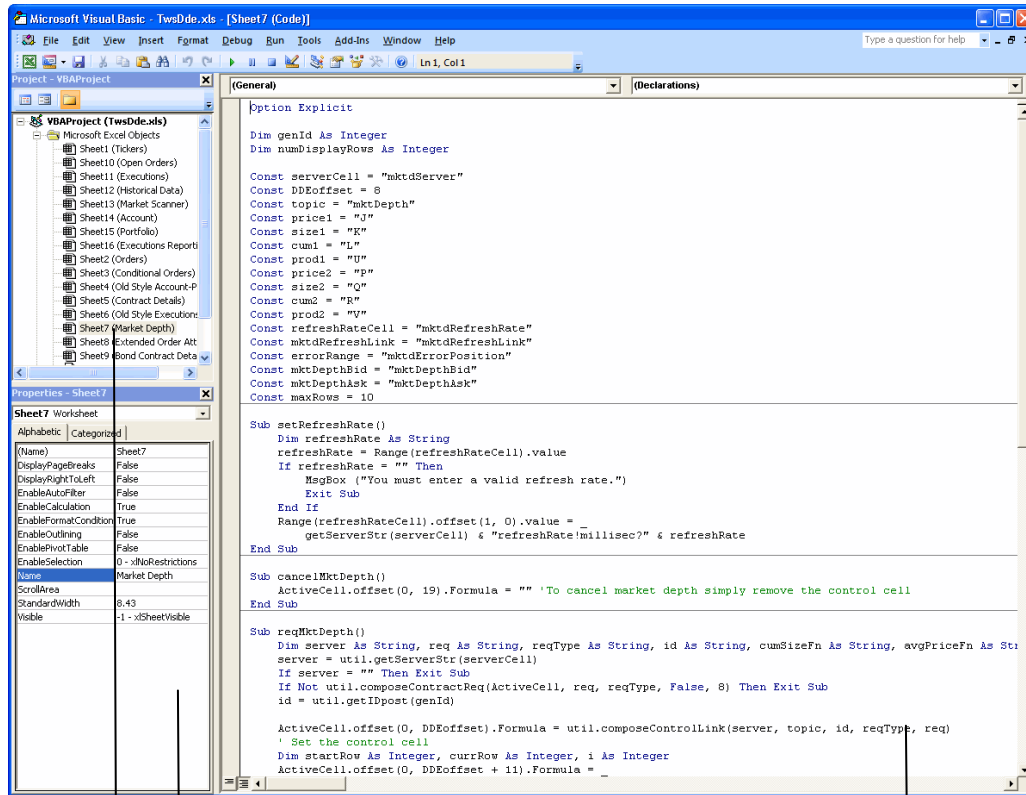 Microsoft Visual Basic - TwsDde.xls - [Sheet7 (Code)]
File Edit View Insert Format Debug Run Tools Add-Ins Window Help
Type a question for help
Ln 1, Col 1
Project - VBAProject
VBAProject (TwsDde.xls)
Microsoft Excel Objects
Sheet1 (Tickers)
Sheet10 (Open Orders)
Sheet11 (Executions)
Sheet12 (Historical Data)
Sheet13 (Market Scanner)
Sheet14 (Account)
Sheet15 (Portfolio)
Sheet16 (Executions Reporti
Sheet2 (Orders)
Sheet3 (Conditional Orders)
Sheet4 (Old Style Account-P
Sheet5 (Contract Details)
Sheet6 (Old Style Executions
Sheet7 (Market Depth)
Sheet8 (Extended Order Att
Sheet9 (Bond Contract Deta
Properties - Sheet7
Sheet7 Worksheet
Alphabetic Categorized
(Name) Sheet7
DisplayPageBreaks False
DisplayRightToLeft False
EnableAutoFilter False
EnableCalculation True
EnableFormatCondition True
EnableOutlining False
EnablePivotTable False
EnableSelection 0 - xlNoRestrictions
Name Market Depth
ScrollArea
StandardWidth 8.43
Visible -1 - xlSheetVisible
(General) (Declarations)
Option Explicit
Dim genId As Integer
Dim numDisplayRows As Integer
Const serverCell = "mktdServer"
Const DDEoffset = 8
Const topic = "mktDepth"
Const price1 = "J"
Const size1 = "K"
Const cum1 = "L"
Const prod1 = "U"
Const price2 = "P"
Const size2 = "Q"
Const cum2 = "R"
Const prod2 = "V"
Const refreshRateCell = "mktdRefreshRate"
Const mktdRefreshLink = "mktdRefreshLink"
Const errorRange = "mktdErrorPosition"
Const mktDepthBid = "mktDepthBid"
Const mktDepthAsk = "mktDepthAsk"
Const maxRows = 10
Sub setRefreshRate()
Dim refreshRate As String
refreshRate = Range(refreshRateCell).value
If refreshRate = "" Then
MsgBox ("You must enter a valid refresh rate.")
Exit Sub
End If
Range(refreshRateCell).offset(1, 0).value = _
getServerStr(serverCell) & "refreshRate!millisec?" & refreshRate
End Sub
Sub cancelMktDepth()
ActiveCell.offset(0, 19).Formula = "" 'To cancel market depth simply remove the control cell
End Sub
Sub reqMktDepth()
Dim server As String, req As String, reqType As String, id As String, cumSizeFn As String, avgPriceFn As Str
server = util.getServerStr(serverCell)
If server = "" Then Exit Sub
If Not util.composeContractReq(ActiveCell, req, reqType, False, 8) Then Exit Sub
id = util.getIDpost(genId)
ActiveCell.offset(0, DDEoffset).Formula = util.composeControlLink(server, topic, id, reqType, req)
' Set the control cell
Dim startRow As Integer, currRow As Integer, i As Integer
ActiveCell.offset(0, DDEoffset + 11).Formula = _